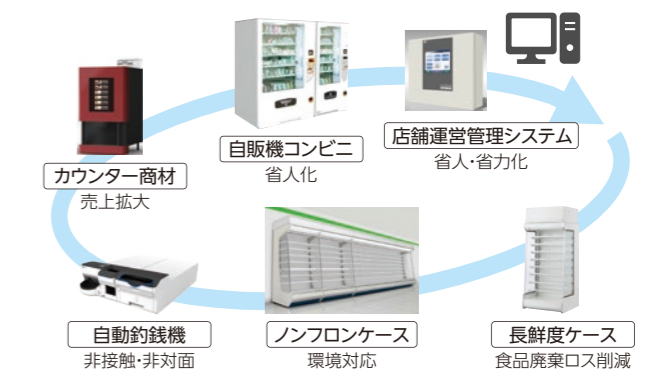 自販機コンビニ
省人化
店舗運営管理システム
省人・省力化
カウンター商材
売上拡大
自動釣銭機
非接触・非対面
ノンフロンケース
環境対応
長鮮度ケース
食品廃棄ロス削減